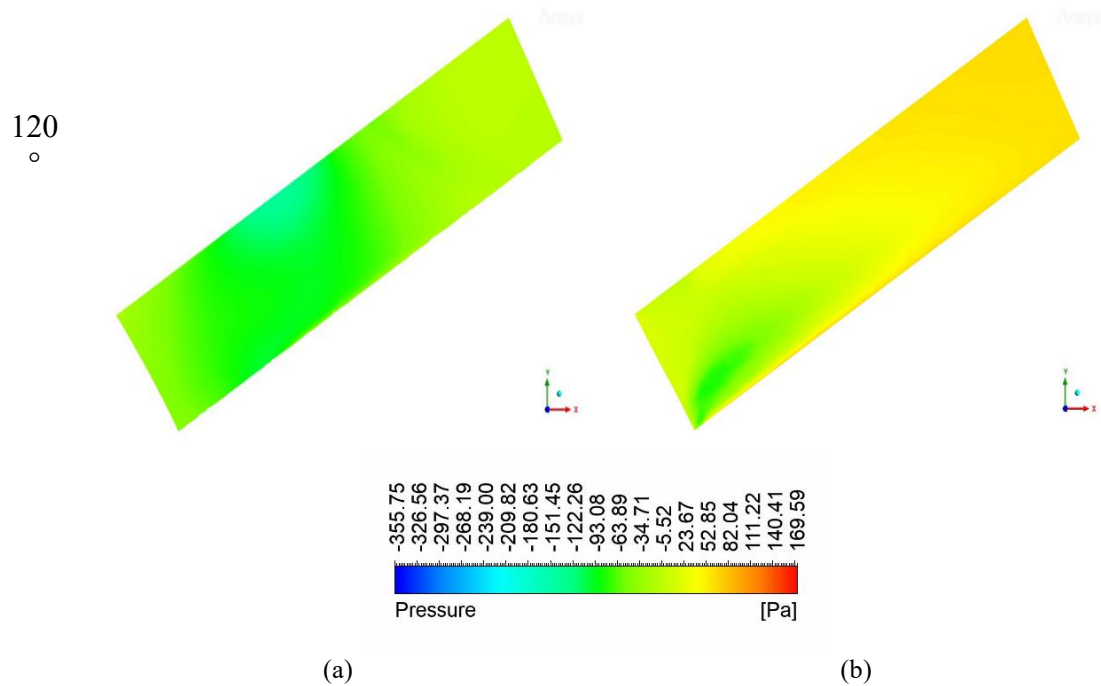 Ansys
Ansys
120
°
Y
X
Y
X
-355.75
-326.56
-297.37
-268.19
-239.00
-209.82
-180.63
-151.45
-122.26
-93.08
-63.89
-34.71
-5.52
23.67
52.85
82.04
111.22
140.41
169.59
Pressure
[Pa]
(a)
(b)